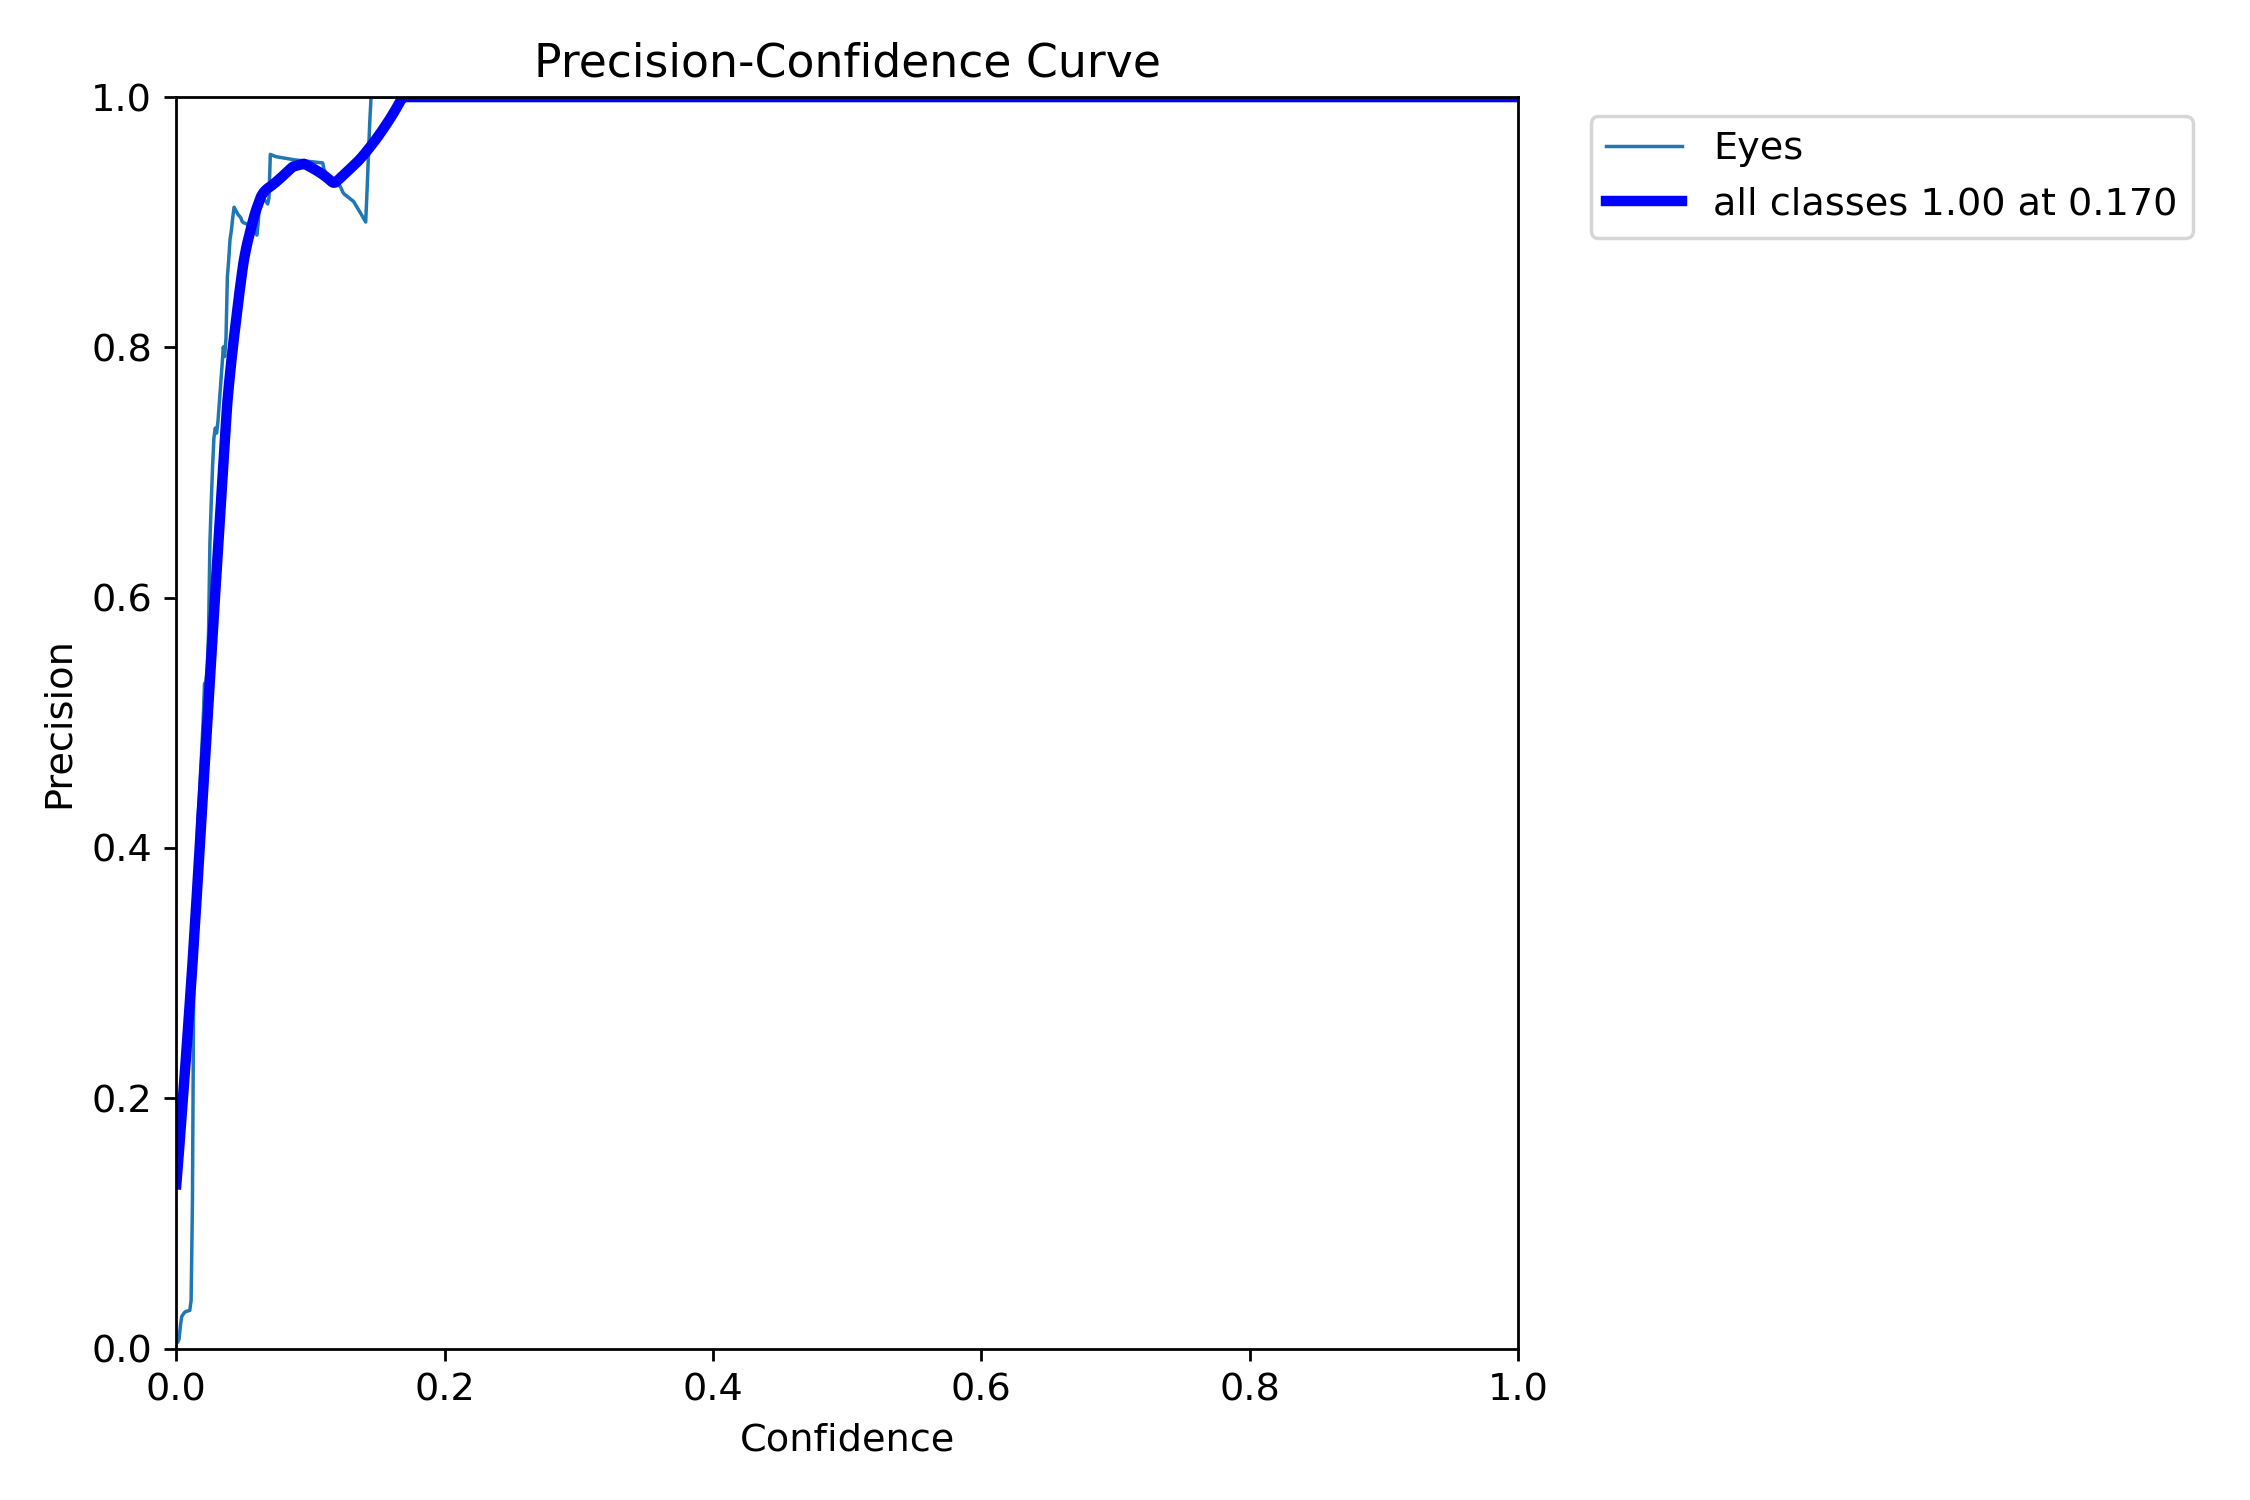 Precision-Confidence Curve
1.0
0.8
0.6
0.4
0.2
0.0
Precision
0.0 0.2 0.4 0.6 0.8 1.0
Confidence
Eyes
all classes 1.00 at 0.170